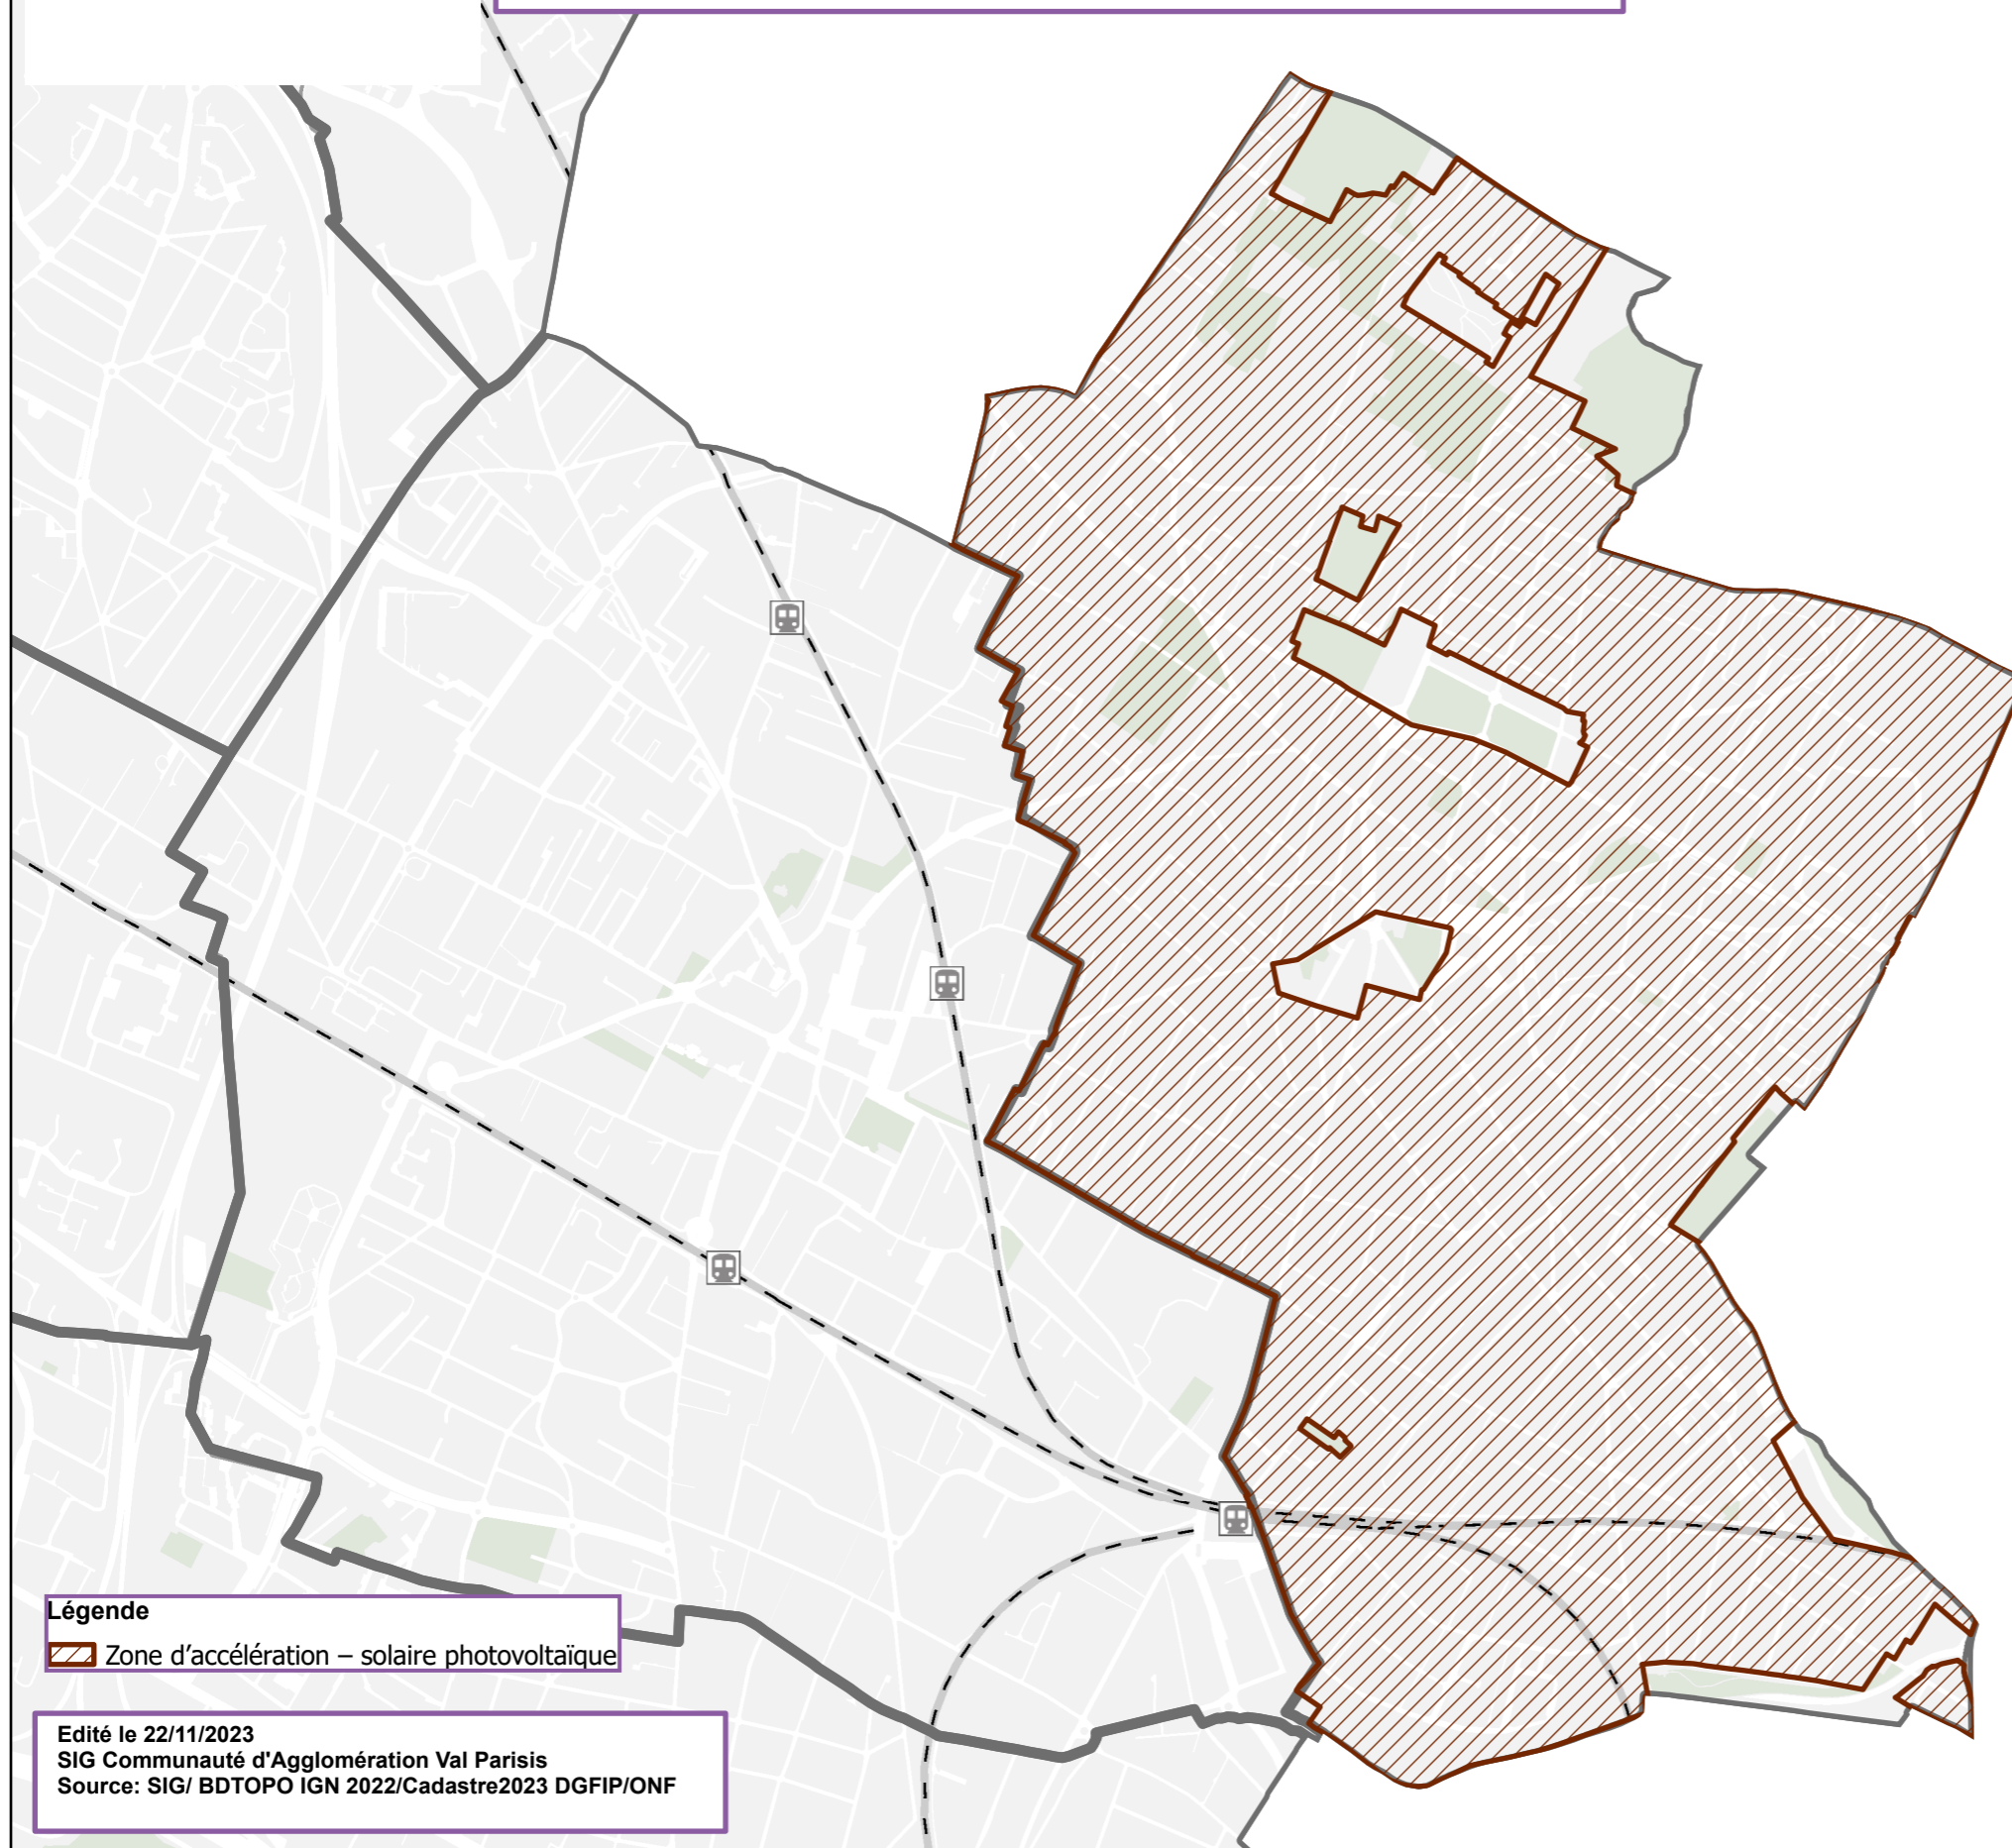 Légende
Zone d'accélération – solaire photovoltaïque
Edité le 22/11/2023
SIG Communauté d'Agglomération Val Parisis
Source: SIG/ BDTOPO IGN 2022/Cadastre2023 DGFIP/ONF